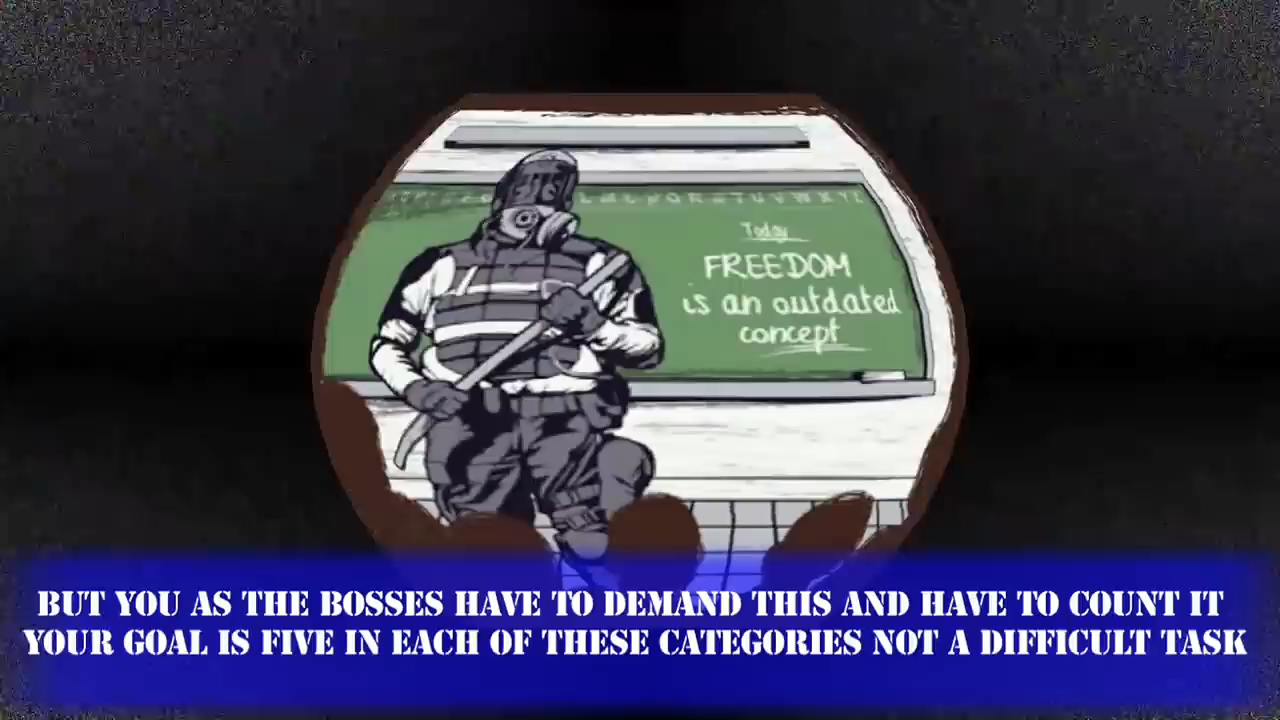 Today
FREEDOM
is an outdated
concept
BUT YOU AS THE BOSSES HAVE TO DEMAND THIS AND HAVE TO COUNT IT
YOUR GOAL IS FIVE IN EACH OF THESE CATEGORIES NOT A DIFFICULT TASK